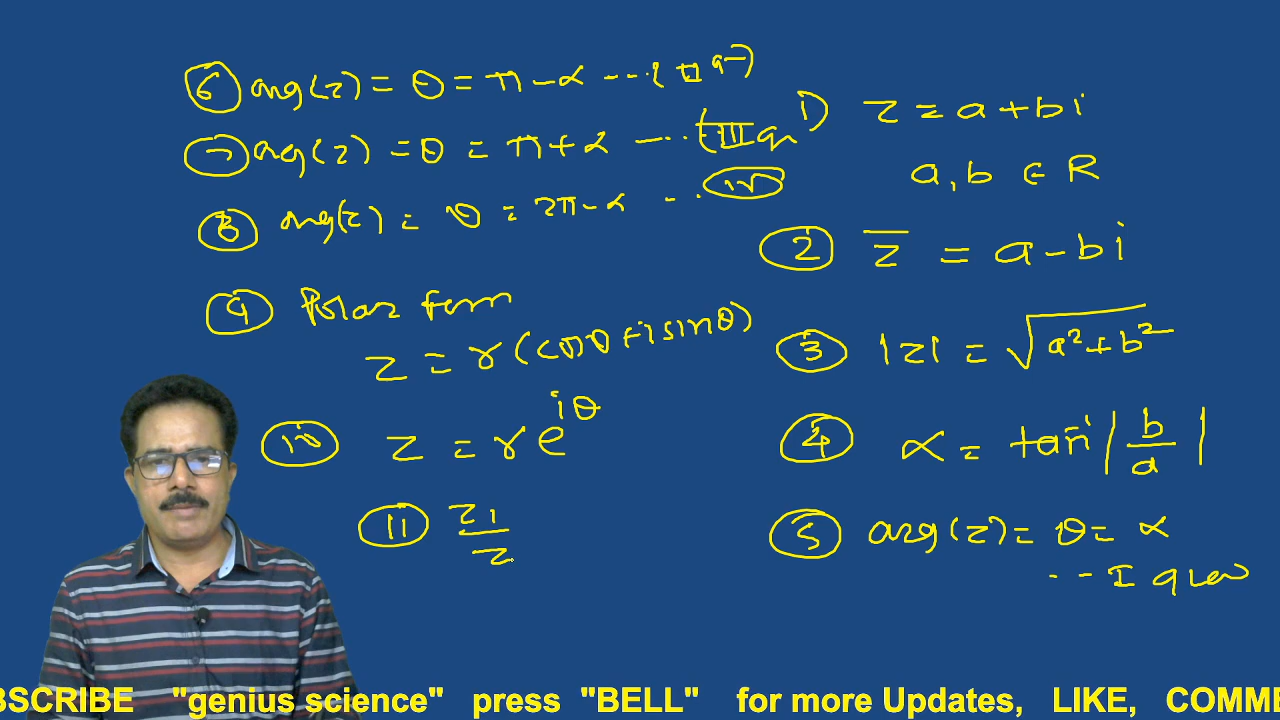 1) z = a + bi
a, b ∈ R
2 z̄ = a - bi
3 |z| = √a² + b²
4 α = tan⁻¹ |b/a|
5 arg(z) = θ = α
-- I quad
6 arg(z) = θ = π - α --- (II q
7 arg(z) = θ = π + α --- (III qu
8 arg(z) = θ = 2π - α -- IV
9 Polar form
z = r(cosθ + i sinθ)
10 z = re^iθ
11 z1/z
BSCRIBE "genius science" press "BELL" for more Updates, LIKE, COMME